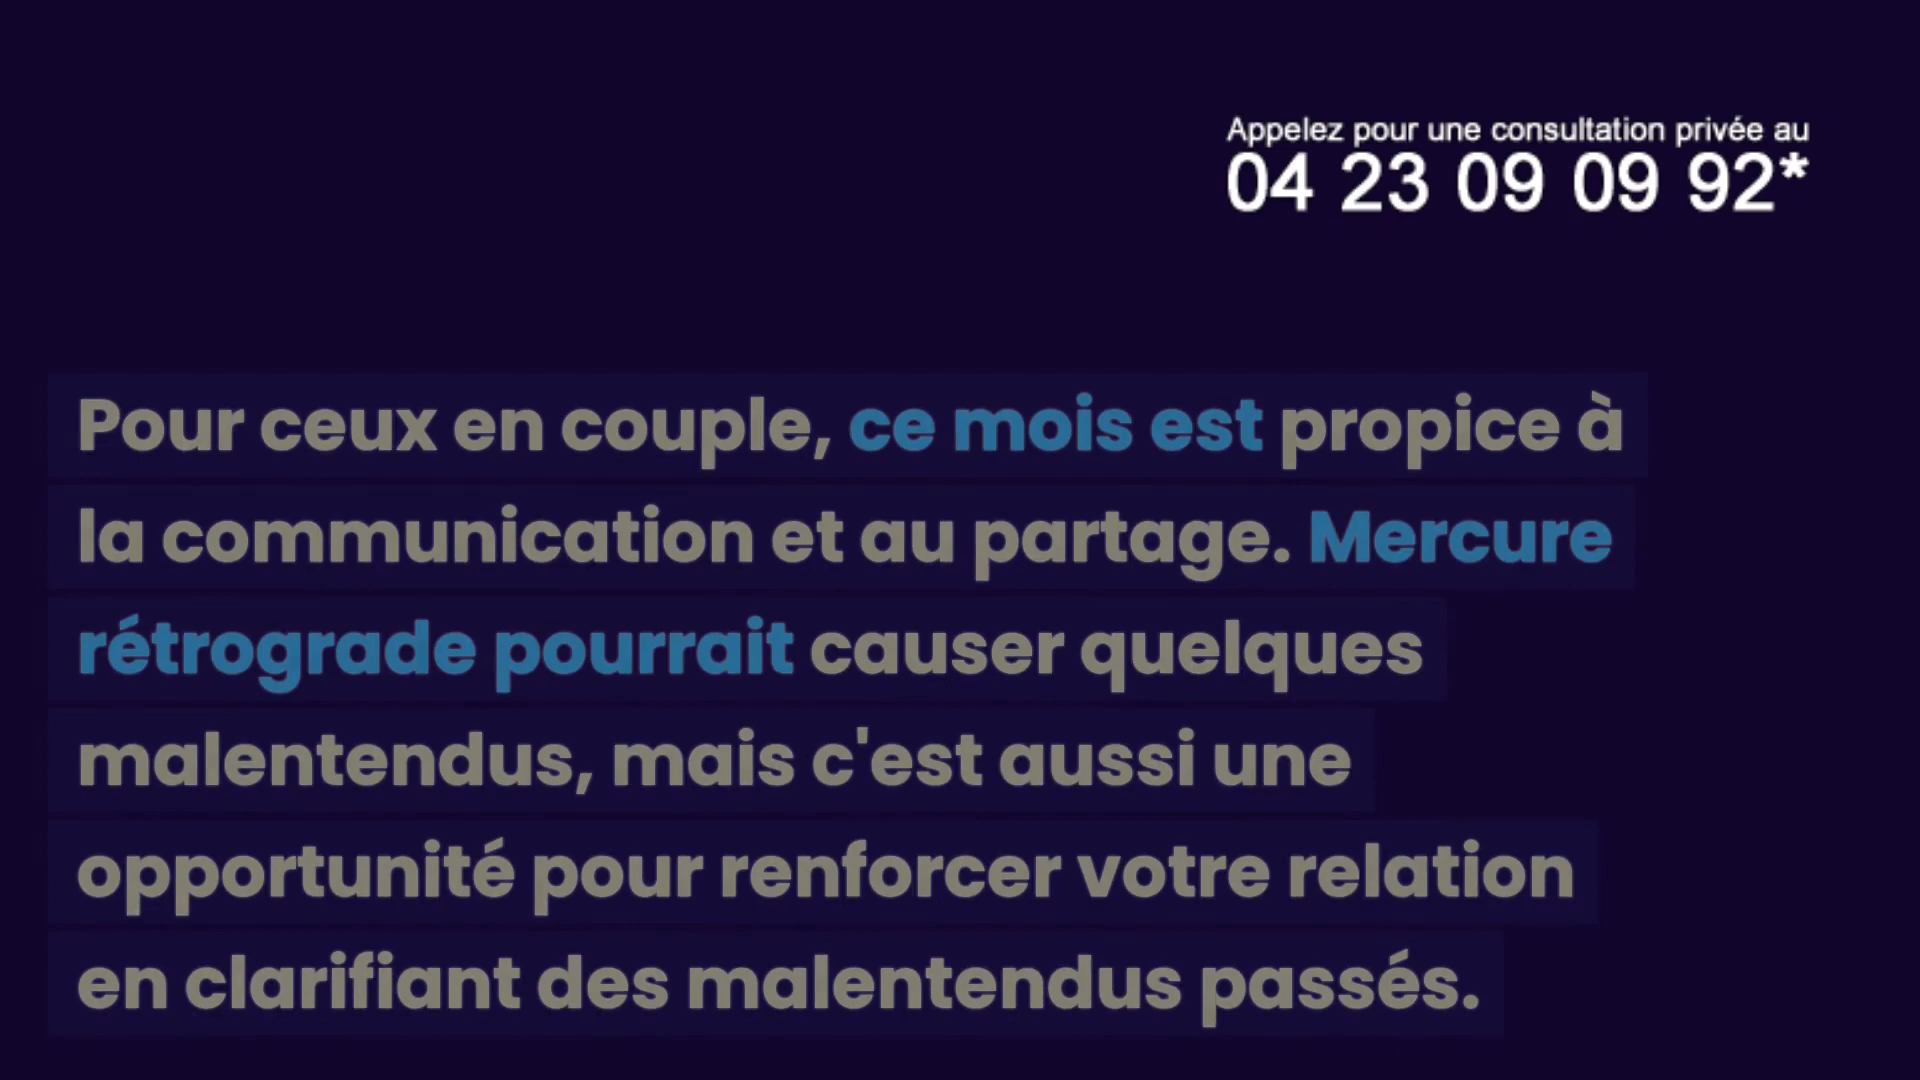 Appelez pour une consultation privée au
04 23 09 09 92*
Pour ceux en couple, ce mois est propice à
la communication et au partage. Mercure
rétrograde pourrait causer quelques
malentendus, mais c'est aussi une
opportunité pour renforcer votre relation
en clarifiant des malentendus passés.